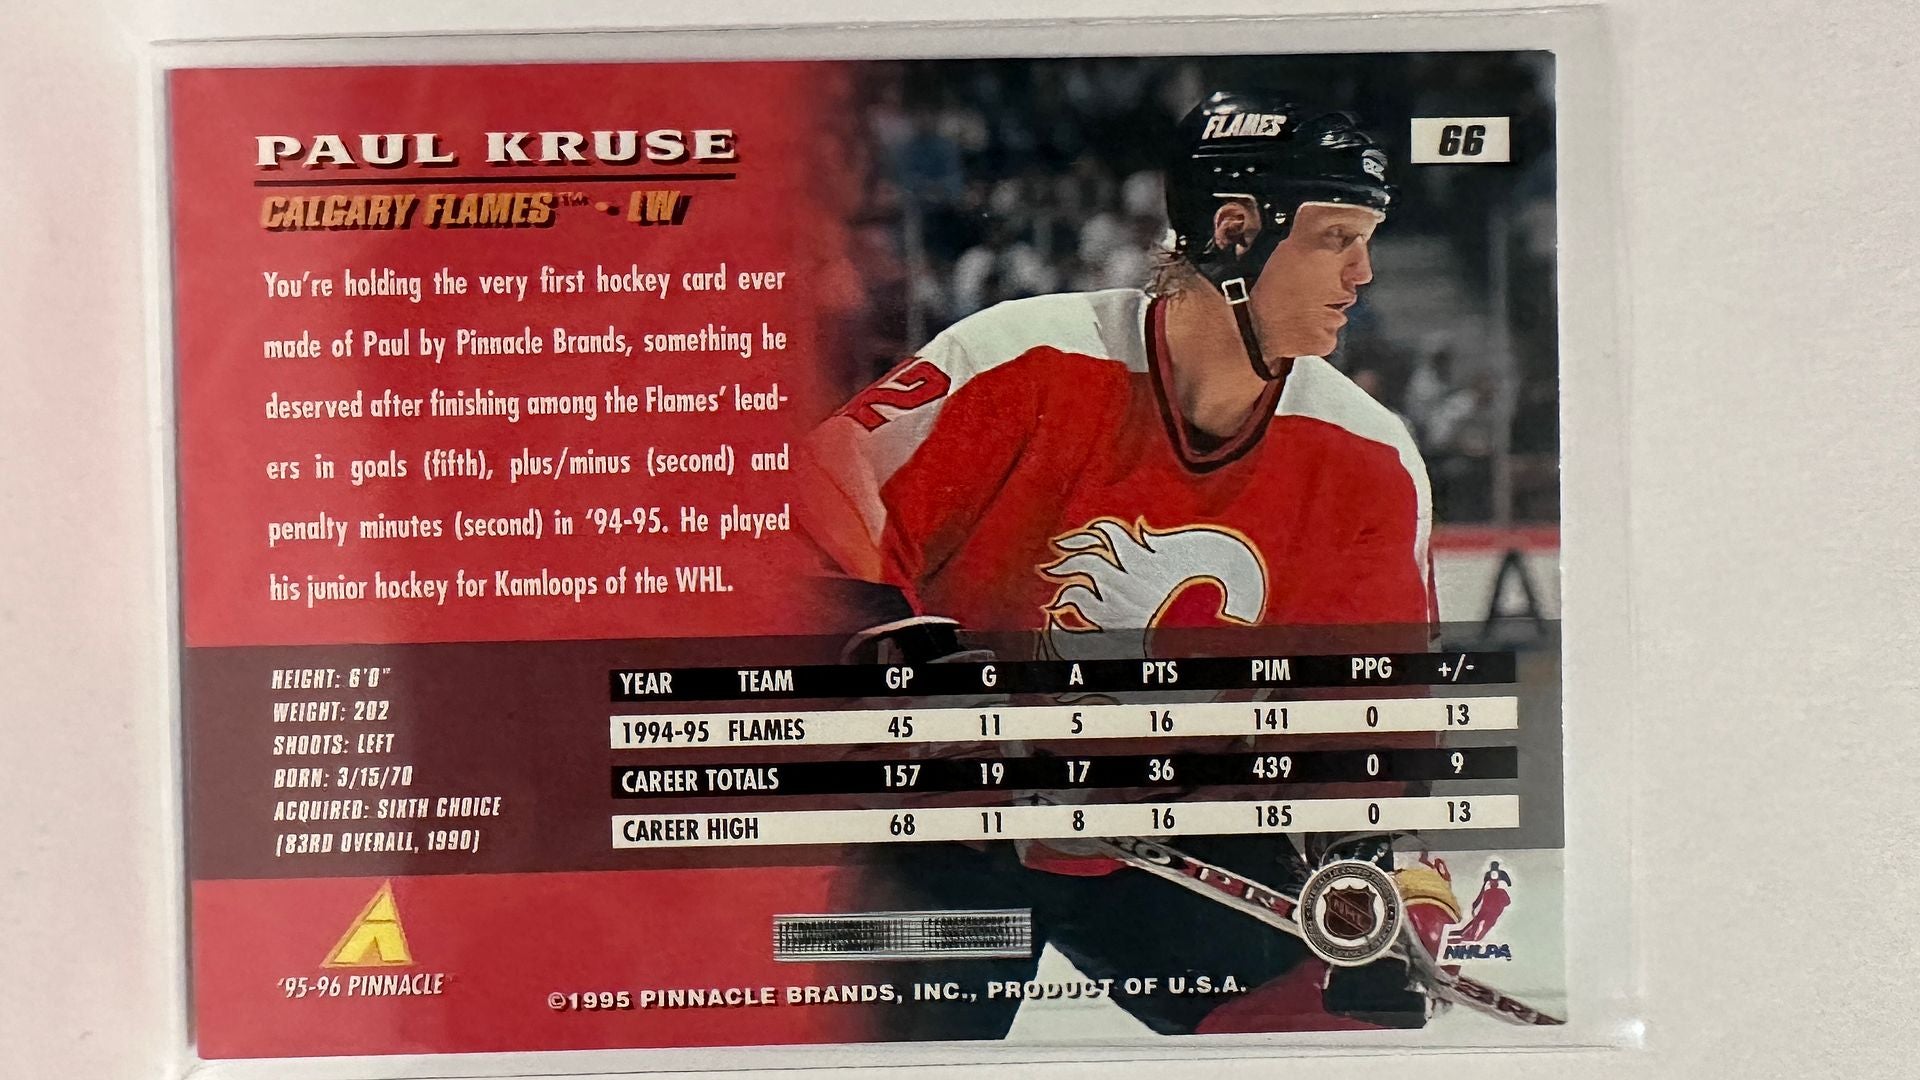 PAUL KRUSE
CALGARY FLAMES™ - LW
66
FLAMES
You're holding the very first hockey card ever
made of Paul by Pinnacle Brands, something he
deserved after finishing among the Flames' lead-
ers in goals (fifth), plus/minus (second) and
penalty minutes (second) in '94-95. He played
his junior hockey for Kamloops of the WHL.
2
A
HEIGHT: 6'0"
WEIGHT: 202
SHOOTS: LEFT
BORN: 3/15/70
ACQUIRED: SIXTH CHOICE
(83RD OVERALL, 1990)
YEAR TEAM GP G A PTS PIM PPG +/-
1994-95 FLAMES 45 11 5 16 141 0 13
CAREER TOTALS 157 19 17 36 439 0 9
CAREER HIGH 68 11 8 16 185 0 13
PRO
NHL
NHLPA
'95-96 PINNACLE
©1995 PINNACLE BRANDS, INC., PRODUCT OF U.S.A.